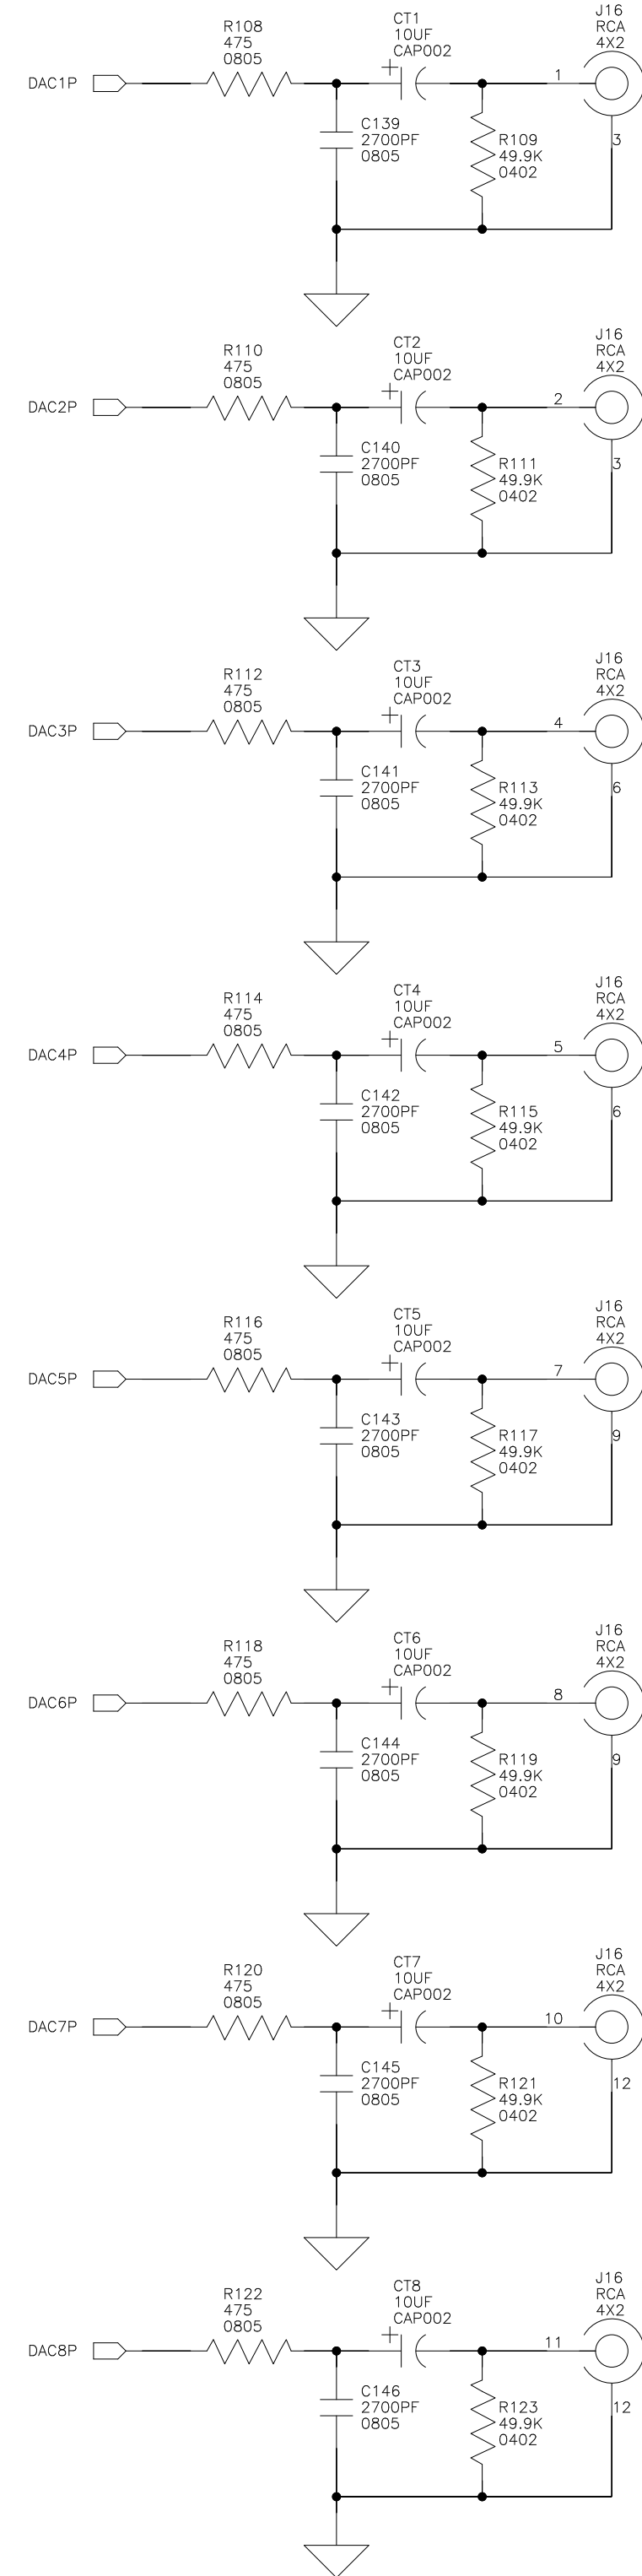 R108
475
0805
CT1
10UF
CAP002
J16
RCA
4X2
DAC1P
1
C139
2700PF
0805
R109
49.9K
0402
3
R110
475
0805
CT2
10UF
CAP002
J16
RCA
4X2
DAC2P
2
C140
2700PF
0805
R111
49.9K
0402
3
R112
475
0805
CT3
10UF
CAP002
J16
RCA
4X2
DAC3P
4
C141
2700PF
0805
R113
49.9K
0402
6
R114
475
0805
CT4
10UF
CAP002
J16
RCA
4X2
DAC4P
5
C142
2700PF
0805
R115
49.9K
0402
6
R116
475
0805
CT5
10UF
CAP002
J16
RCA
4X2
DAC5P
7
C143
2700PF
0805
R117
49.9K
0402
9
R118
475
0805
CT6
10UF
CAP002
J16
RCA
4X2
DAC6P
8
C144
2700PF
0805
R119
49.9K
0402
9
R120
475
0805
CT7
10UF
CAP002
J16
RCA
4X2
DAC7P
10
C145
2700PF
0805
R121
49.9K
0402
12
R122
475
0805
CT8
10UF
CAP002
J16
RCA
4X2
DAC8P
11
C146
2700PF
0805
R123
49.9K
0402
12